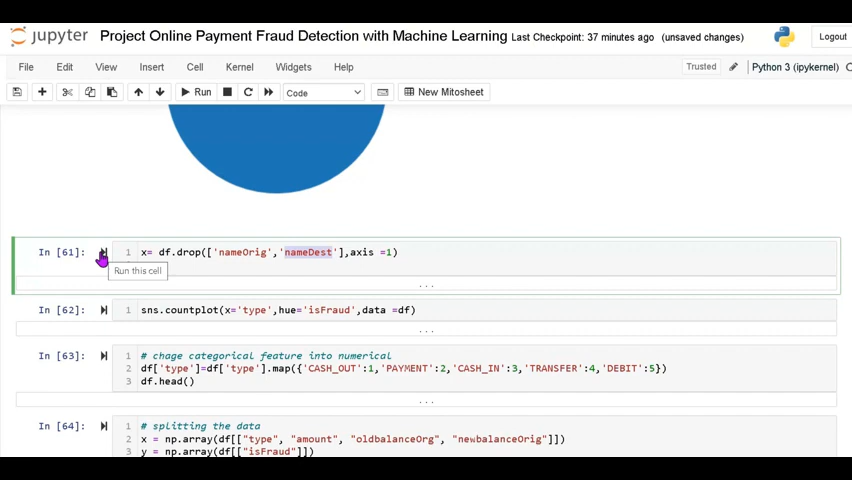 jupyter Project Online Payment Fraud Detection with Machine Learning Last Checkpoint: 37 minutes ago (unsaved changes) Logout
File Edit View Insert Cell Kernel Widgets Help Trusted Python 3 (ipykernel)
Run Code New Mitosheet
In [61]: 1 x= df.drop(['nameOrig','nameDest'],axis =1)
Run this cell
...
In [62]: 1 sns.countplot(x='type',hue='isFraud',data =df)
...
In [63]: 1 # chage categorical feature into numerical
2 df['type']=df['type'].map({'CASH_OUT':1,'PAYMENT':2,'CASH_IN':3,'TRANSFER':4,'DEBIT':5})
3 df.head()
...
In [64]: 1 # splitting the data
2 x = np.array(df[["type", "amount", "oldbalanceOrg", "newbalanceOrig"]])
3 y = np.array(df[["isFraud"]])